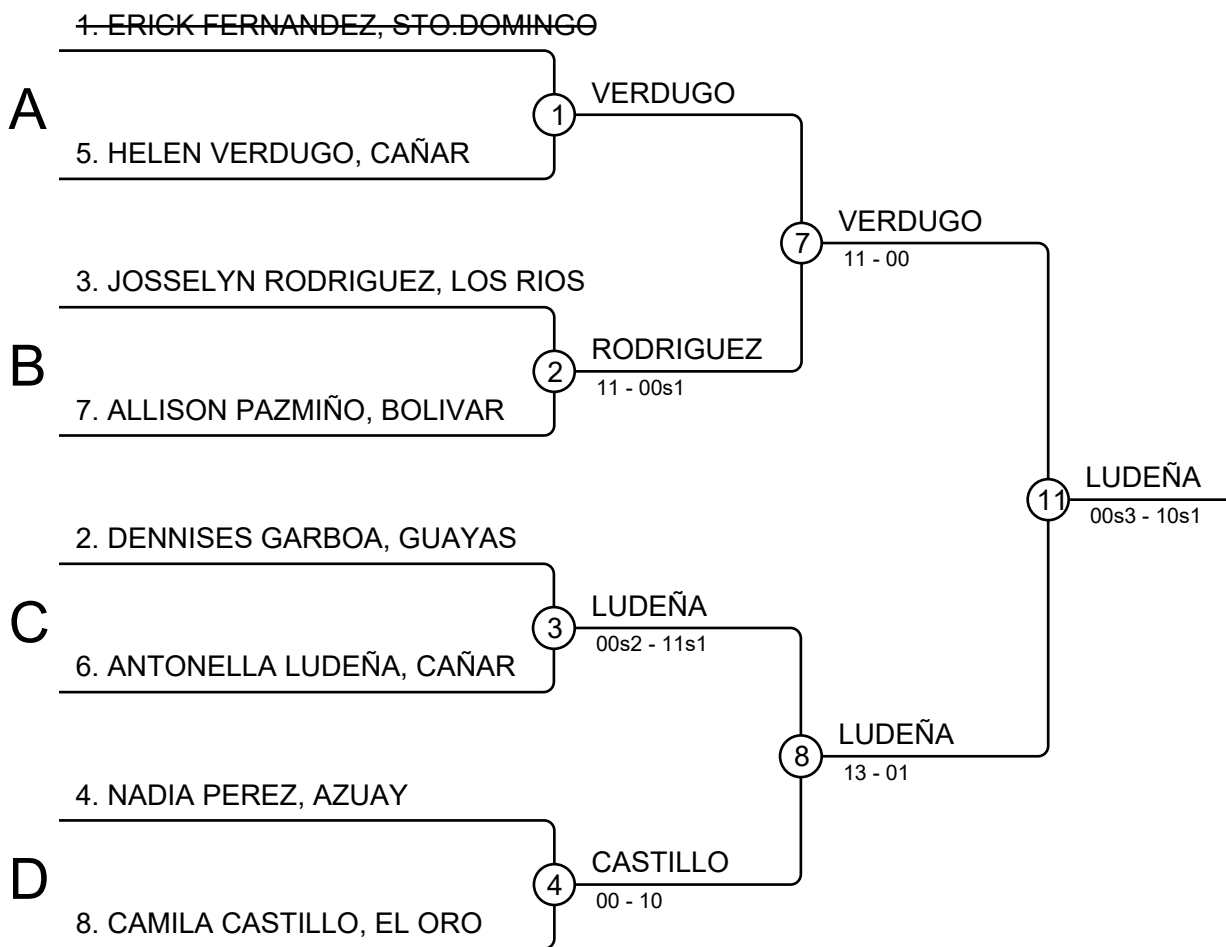 1. ERICK FERNANDEZ, STO.DOMINGO
A
1
VERDUGO
5. HELEN VERDUGO, CAÑAR
7
VERDUGO
11 - 00
3. JOSSELYN RODRIGUEZ, LOS RIOS
B
2
RODRIGUEZ
11 - 00s1
7. ALLISON PAZMIÑO, BOLIVAR
11
LUDEÑA
00s3 - 10s1
2. DENNISES GARBOA, GUAYAS
C
3
LUDEÑA
00s2 - 11s1
6. ANTONELLA LUDEÑA, CAÑAR
8
LUDEÑA
13 - 01
4. NADIA PEREZ, AZUAY
D
4
CASTILLO
00 - 10
8. CAMILA CASTILLO, EL ORO